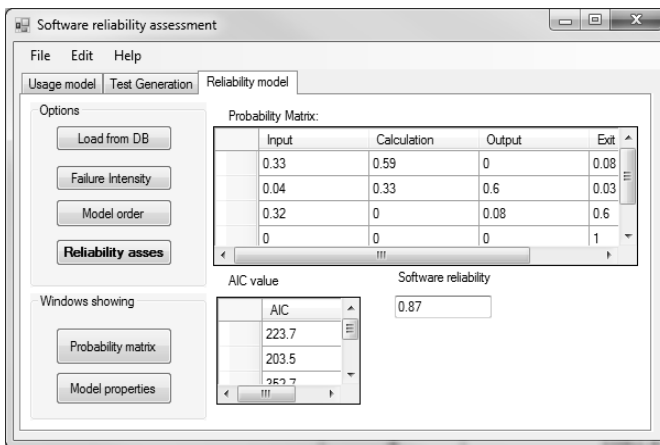 Software reliability assessment
File Edit Help
Usage model Test Generation Reliability model
Options
Load from DB
Failure Intensity
Model order
Reliability asses
Windows showing
Probability matrix
Model properties
Probability Matrix:
Input Calculation Output Exit
0.33 0.59 0 0.08
0.04 0.33 0.6 0.03
0.32 0 0.08 0.6
0 0 0 1
AIC value
AIC
223.7
203.5
Software reliability
0.87